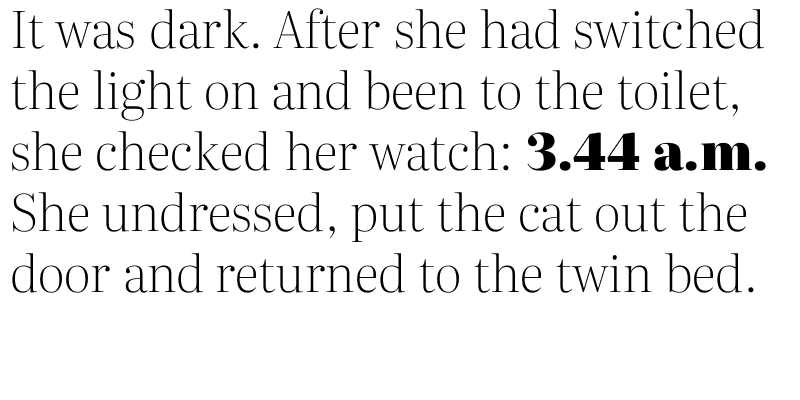 It was dark. After she had switched
the light on and been to the toilet,
she checked her watch: 3.44 a.m.
She undressed, put the cat out the
door and returned to the twin bed.